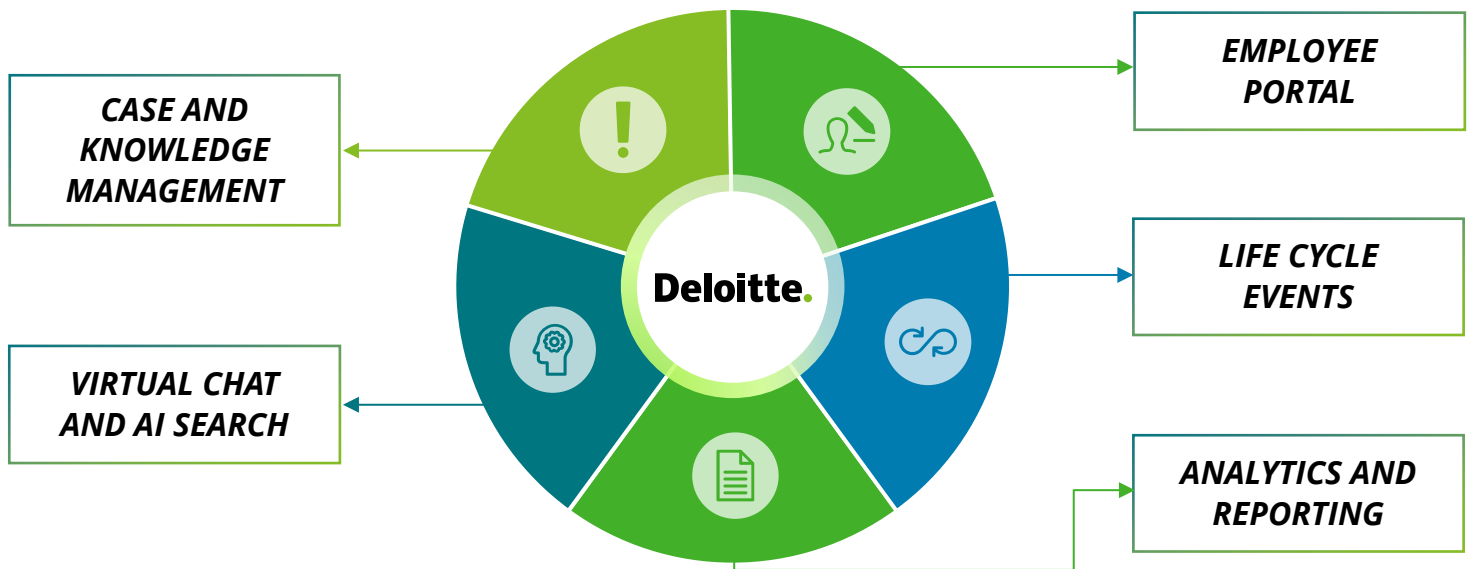 CASE AND
KNOWLEDGE
MANAGEMENT
VIRTUAL CHAT
AND AI SEARCH
Deloitte.
EMPLOYEE
PORTAL
LIFE CYCLE
EVENTS
ANALYTICS AND
REPORTING